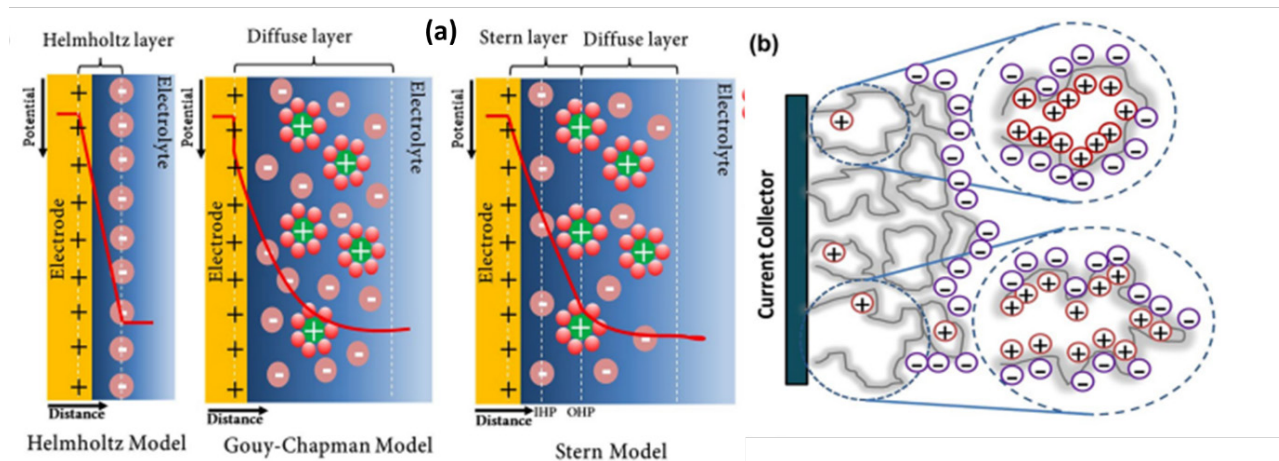 Helmholtz layer
Potential
Electrode
Electrolyte
Distance
Helmholtz Model
Diffuse layer
Potential
Electrode
Electrolyte
Distance
Gouy-Chapman Model
(a)
Stern layer
Diffuse layer
Potential
Electrode
Electrolyte
Distance
IHP
OHP
Stern Model
(b)
Current Collector